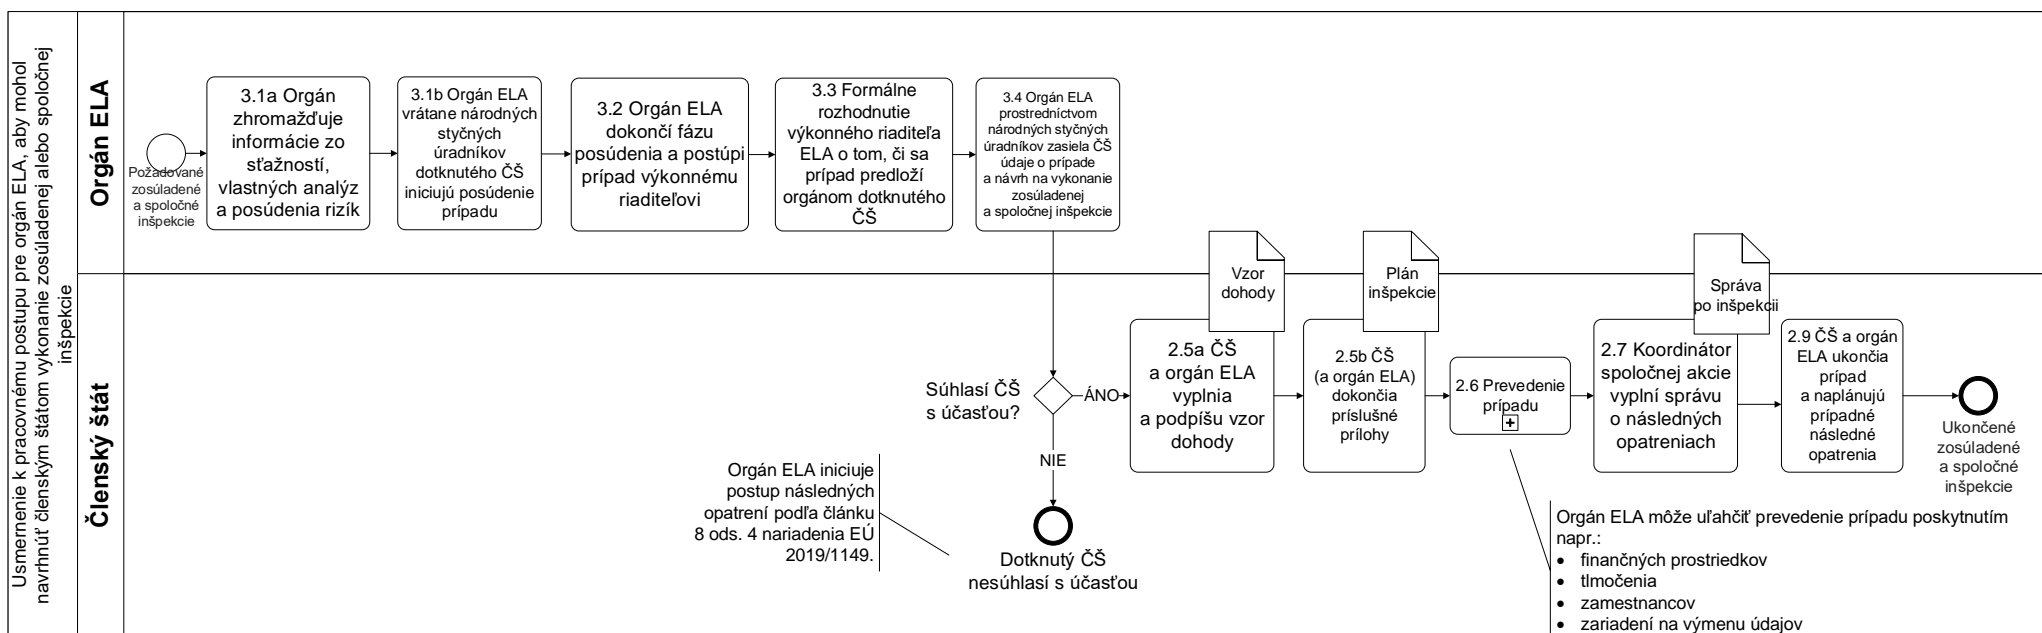 Usmernenie k pracovnému postupu pre orgán ELA, aby mohol
navrhnúť členským štátom vykonanie zosúladenej alebo spoločnej
inšpekcie
Orgán ELA
Požadované
zosúladené
a spoločné
inšpekcie
3.1a Orgán
zhromažďuje
informácie zo
sťažností,
vlastných analýz
a posúdenia rizík
3.1b Orgán ELA
vrátane národných
styčných
úradníkov
dotknutého ČŠ
iniciujú posúdenie
prípadu
3.2 Orgán ELA
dokončí fázu
posúdenia a postúpi
prípad výkonnému
riaditeľovi
3.3 Formálne
rozhodnutie
výkonného riaditeľa
ELA o tom, či sa
prípad predloží
orgánom dotknutého
ČŠ
3.4 Orgán ELA
prostredníctvom
národných styčných
úradníkov zasiela ČŠ
údaje o prípade
a návrh na vykonanie
zosúladenej
a spoločnej inšpekcie
Členský štát
Súhlasí ČŠ
s účasťou?
ÁNO
NIE
Orgán ELA iniciuje
postup následných
opatrení podľa článku
8 ods. 4 nariadenia EÚ
2019/1149.
Dotknutý ČŠ
nesúhlasí s účasťou
Vzor
dohody
2.5a ČŠ
a orgán ELA
vyplnia
a podpíšu vzor
dohody
Plán
inšpekcie
2.5b ČŠ
(a orgán ELA)
dokončia
príslušné
prílohy
2.6 Prevedenie
prípadu
Správa
po inšpekcii
2.7 Koordinátor
spoločnej akcie
vyplní správu
o následných
opatreniach
2.9 ČŠ a orgán
ELA ukončia
prípad
a naplánujú
prípadné
následné
opatrenia
Ukončené
zosúladené
a spoločné
inšpekcie
Orgán ELA môže uľahčiť prevedenie prípadu poskytnutím
napr.:
• finančných prostriedkov
• tlmočenia
• zamestnancov
• zariadení na výmenu údajov